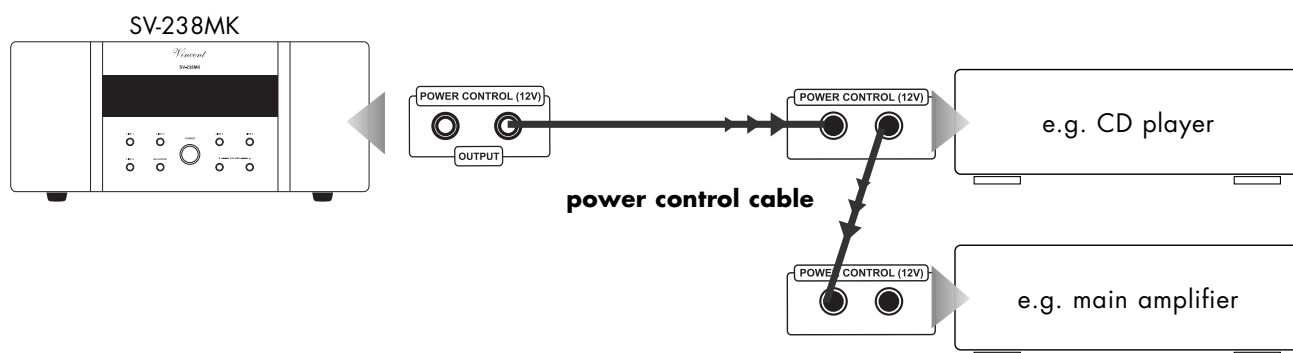 SV-238MK
Vincent
SV-238MK
POWER
POWER CONTROL (12V)
OUTPUT
POWER CONTROL (12V)
e.g. CD player
power control cable
POWER CONTROL (12V)
e.g. main amplifier